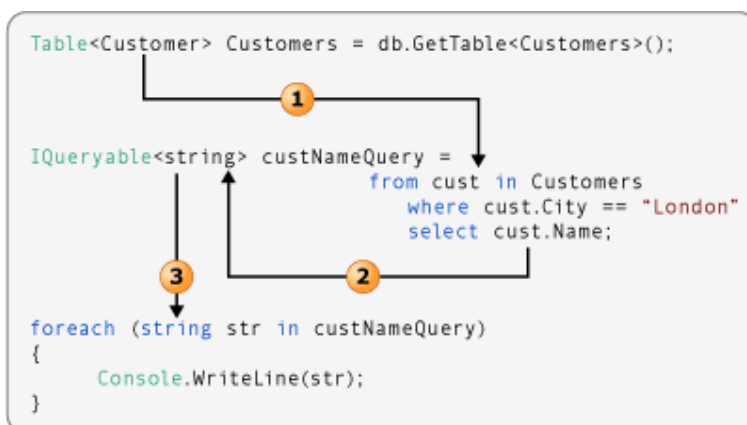 Table<Customer> Customers = db.GetTable<Customers>();
1
IQueryable<string> custNameQuery =
from cust in Customers
where cust.City == “London”
select cust.Name;
3
2
foreach (string str in custNameQuery)
{
Console.WriteLine(str);
}